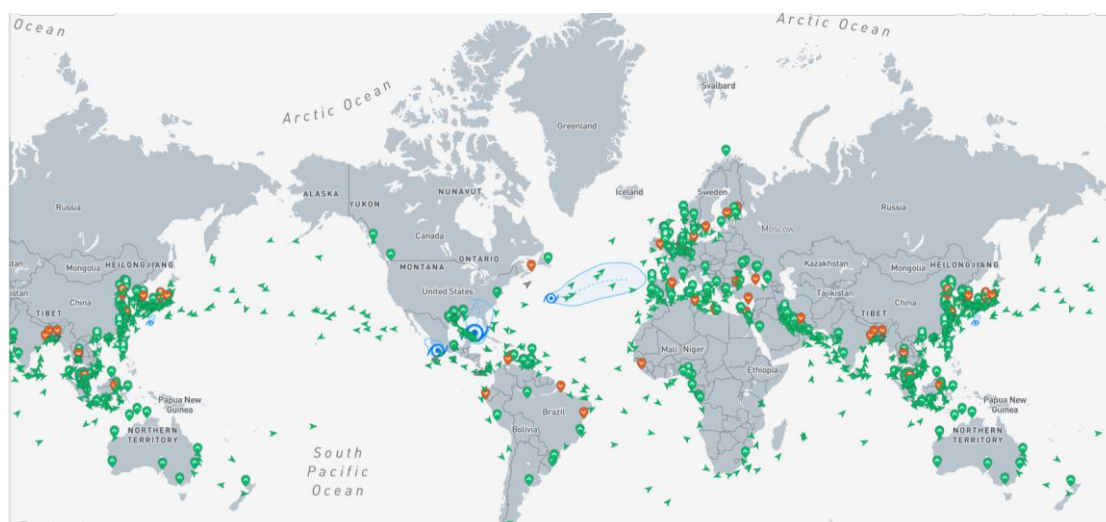 Ocean
Arctic Ocean
Svalbard
Arctic Ocean
Greenland
ALASKA
NUNAVUT
Iceland
Sweden
YUKON
Russia
Russia
Canada
Moscow
HEILONGJIANG
MONTANA
ONTARIO
Kazakhstan
HEILONGJIANG
Mongolia
Mongolia
United States
Tajikistan
China
China
TIBET
TIBET
Mali
Niger
Ethiopia
Papua New
Guinea
Brazil
Papua New
Guinea
Bolivia
NORTHERN
TERRITORY
NORTHERN
TERRITORY
South
Pacific
Ocean